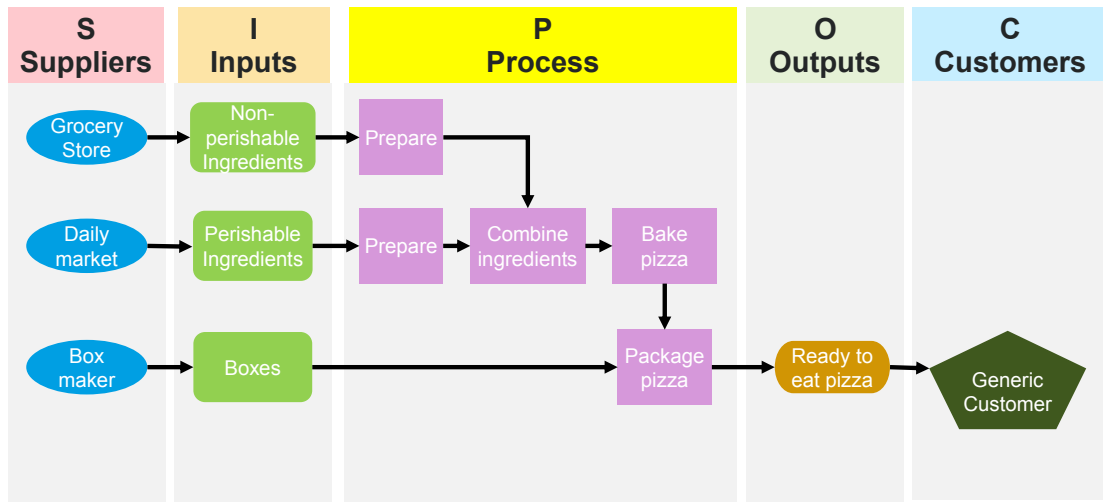 S
Suppliers
I
Inputs
P
Process
O
Outputs
C
Customers
Grocery
Store
Non-
perishable
Ingredients
Prepare
Daily
market
Perishable
Ingredients
Prepare
Combine
ingredients
Bake
pizza
Box
maker
Boxes
Package
pizza
Ready to
eat pizza
Generic
Customer